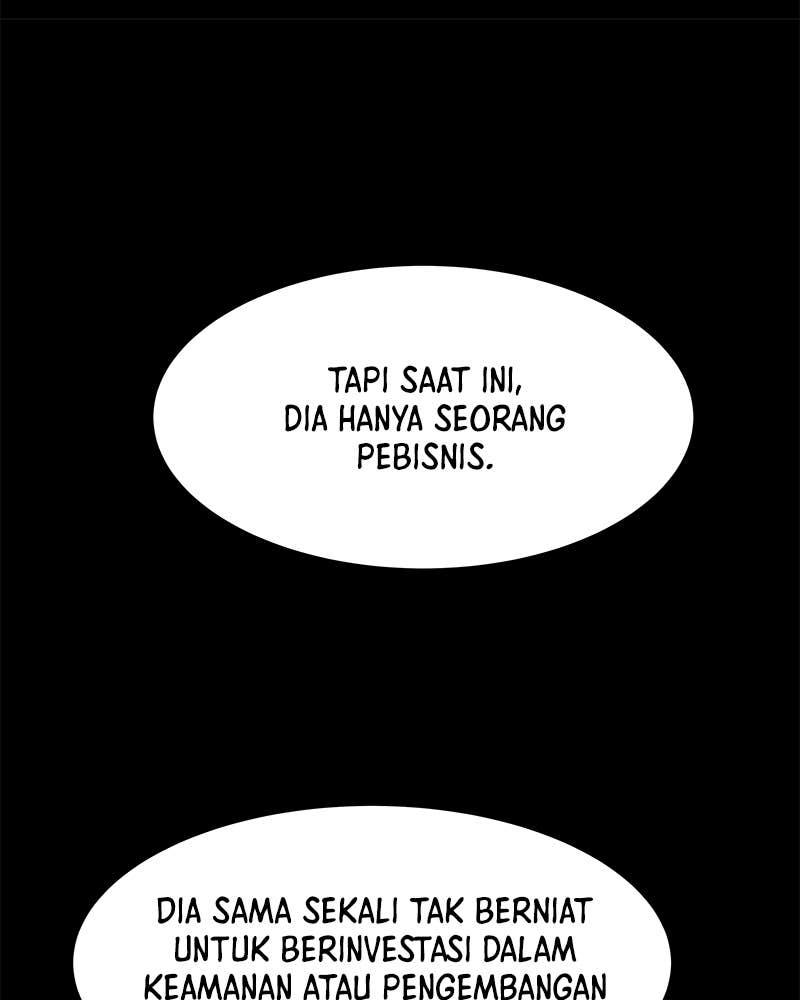 TAPI SAAT INI,
DIA HANYA SEORANG
PEBISNIS.
DIA SAMA SEKALI TAK BERNIAT
UNTUK BERINVESTASI DALAM
KEAMANAN ATAU PENGEMBANGAN